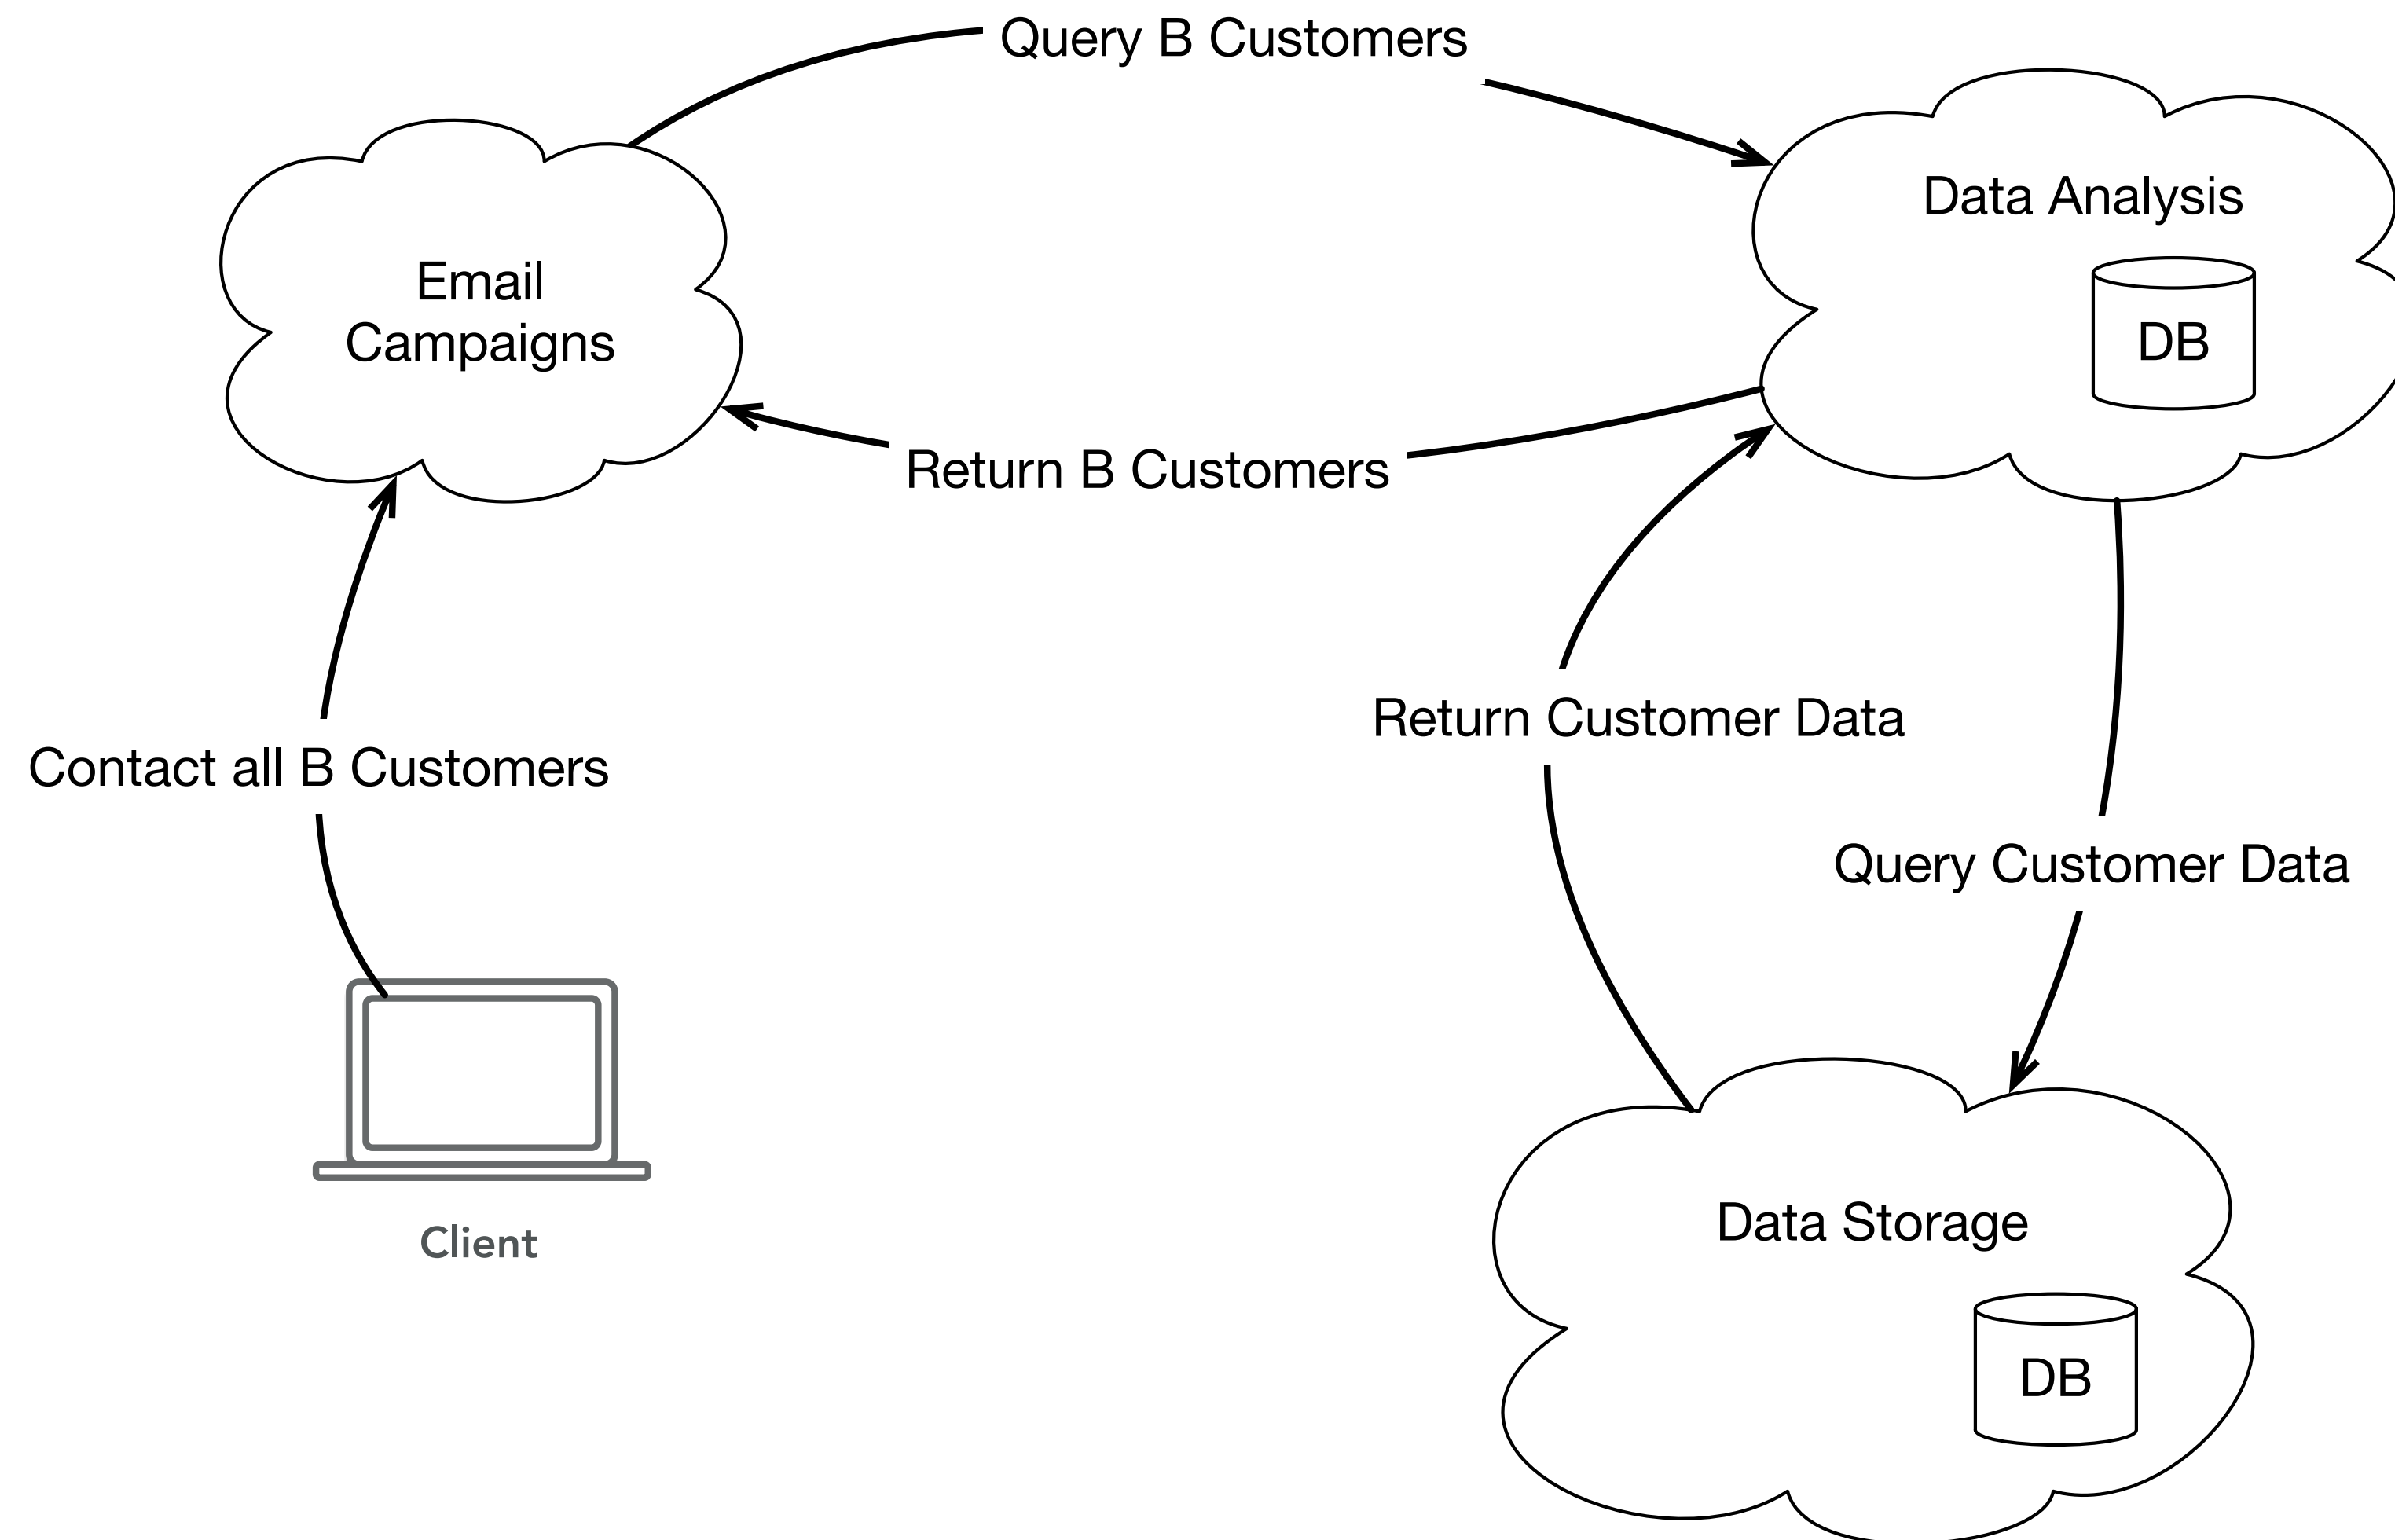 Query B Customers
Data Analysis
Email
Campaigns
DB
Return B Customers
Return Customer Data
Contact all B Customers
Query Customer Data
Data Storage
Client
DB